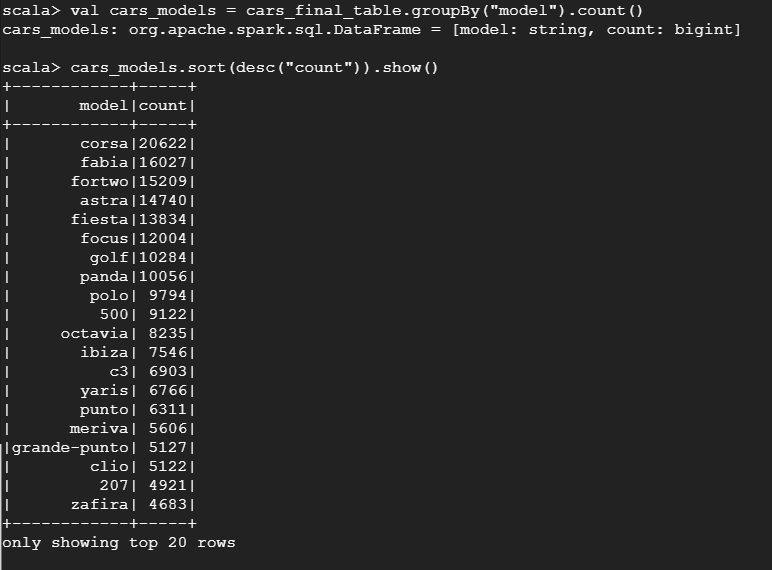 scala> val cars_models = cars_final_table.groupBy("model").count()
cars_models: org.apache.spark.sql.DataFrame = [model: string, count: bigint]

scala> cars_models.sort(desc("count")).show()
+------------+-----+
|       model|count|
+------------+-----+
|       corsa|20622|
|       fabia|16027|
|      fortwo|15209|
|       astra|14740|
|      fiesta|13834|
|       focus|12004|
|        golf|10284|
|       panda|10056|
|        polo| 9794|
|         500| 9122|
|     octavia| 8235|
|       ibiza| 7546|
|          c3| 6903|
|       yaris| 6766|
|       punto| 6311|
|      meriva| 5606|
|grande-punto| 5127|
|        clio| 5122|
|         207| 4921|
|      zafira| 4683|
+------------+-----+
only showing top 20 rows